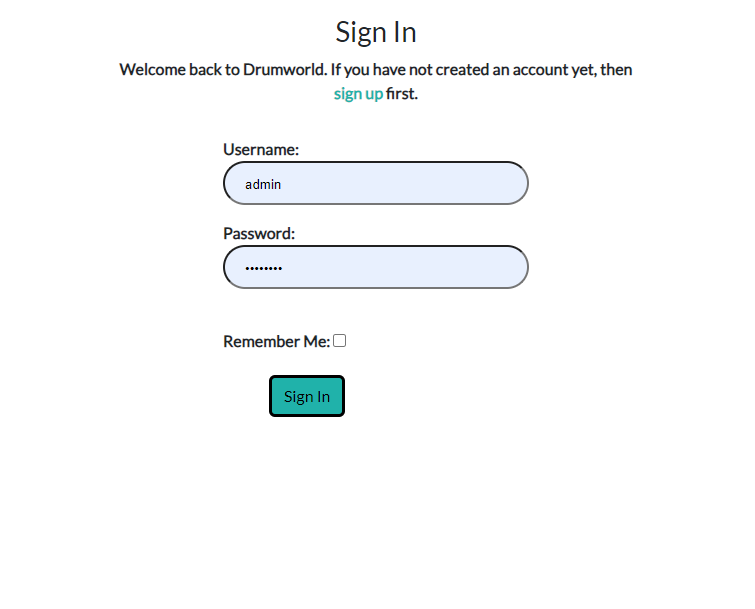 Sign In
Welcome back to Drumworld. If you have not created an account yet, then
sign up first.
Username:
admin
Password:
••••••••
Remember Me:
Sign In